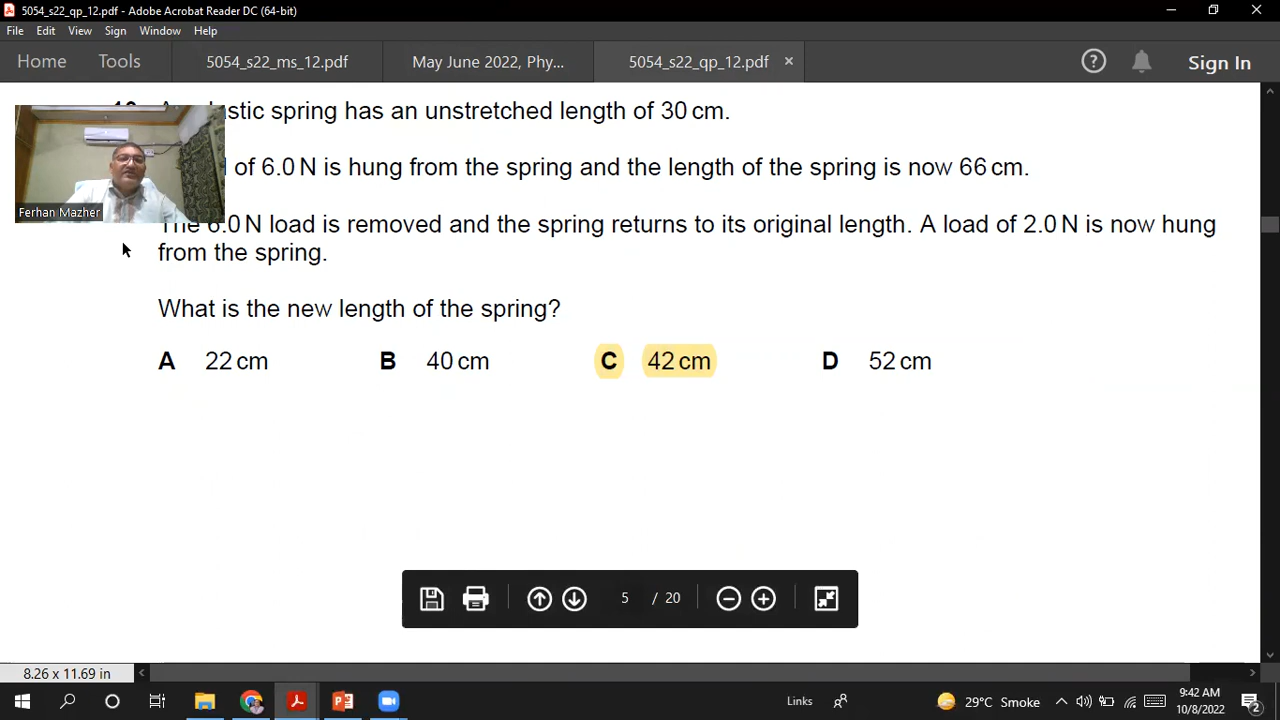 5054_s22_qp_12.pdf - Adobe Acrobat Reader DC (64-bit)
File Edit View Sign Window Help
Home Tools 5054_s22_ms_12.pdf May June 2022, Phy... 5054_s22_qp_12.pdf × ? Sign In
stic spring has an unstretched length of 30 cm.
of 6.0 N is hung from the spring and the length of the spring is now 66 cm.
Ferhan Mazher
The 6.0 N load is removed and the spring returns to its original length. A load of 2.0 N is now hung
from the spring.
What is the new length of the spring?
A 22 cm B 40 cm C 42 cm D 52 cm
5 / 20
8.26 x 11.69 in
Links 29°C Smoke 9:42 AM
10/8/2022 2